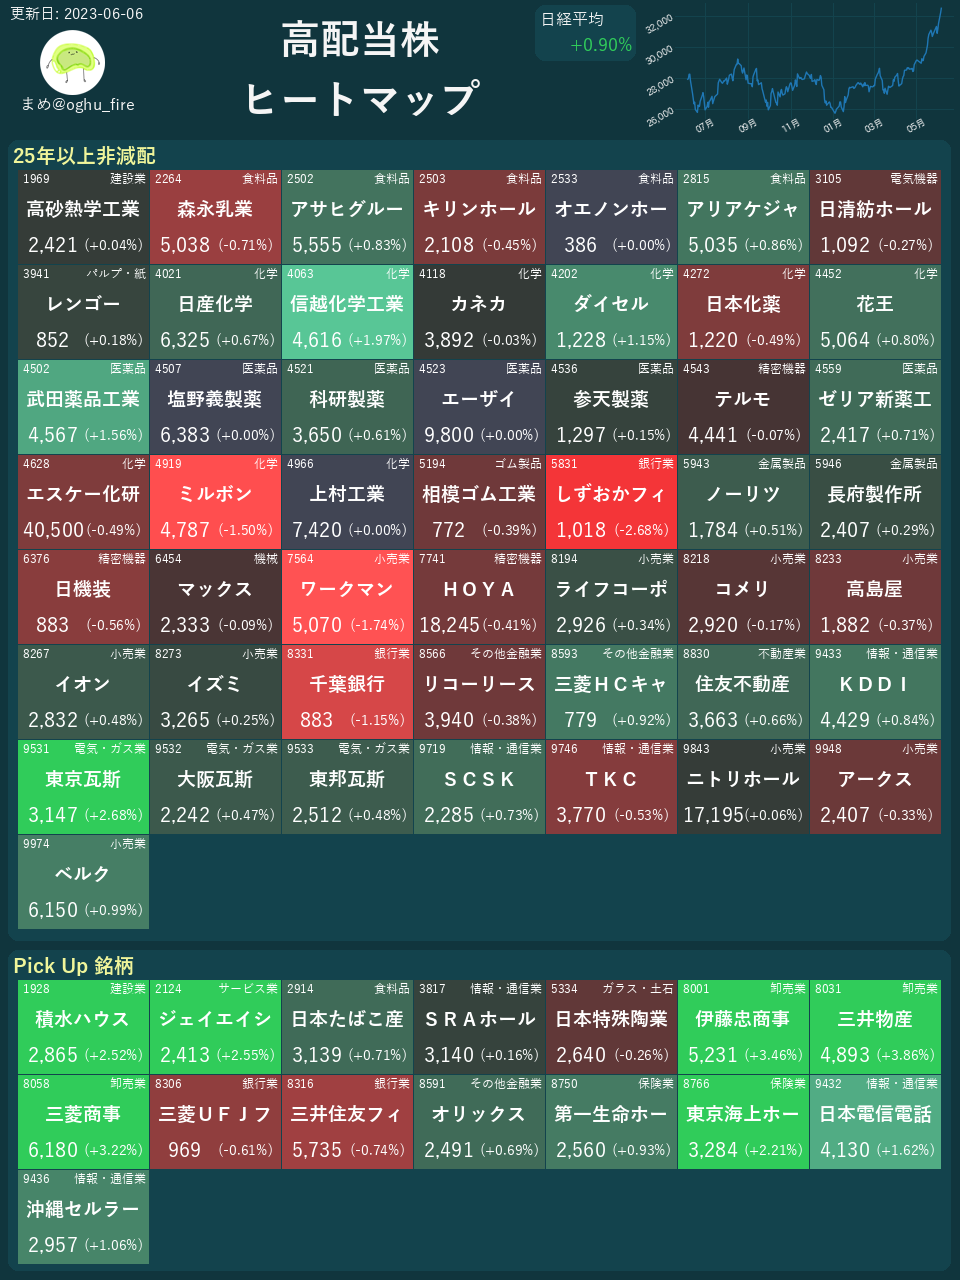 更新日: 2023-06-06
まめ@oghu_fire
高配当株
ヒートマップ
日経平均
+0.90%
32,000
30,000
28,000
26,000
07月 09月 11月 01月 03月 05月
25年以上非減配
1969 建設業 2264 食料品 2502 食料品 2503 食料品 2533 食料品 2815 食料品 3105 電気機器
高砂熱学工業 森永乳業 アサヒグルー キリンホール オエノンホー アリアケジャ 日清紡ホール
2,421 (+0.04%) 5,038 (-0.71%) 5,555 (+0.83%) 2,108 (-0.45%) 386 (+0.00%) 5,035 (+0.86%) 1,092 (-0.27%)
3941 パルプ・紙 4021 化学 4063 化学 4118 化学 4202 化学 4272 化学 4452 化学
レンゴー 日産化学 信越化学工業 カネカ ダイセル 日本化薬 花王
852 (+0.18%) 6,325 (+0.67%) 4,616 (+1.97%) 3,892 (-0.03%) 1,228 (+1.15%) 1,220 (-0.49%) 5,064 (+0.80%)
4502 医薬品 4507 医薬品 4521 医薬品 4523 医薬品 4536 医薬品 4543 精密機器 4559 医薬品
武田薬品工業 塩野義製薬 科研製薬 エーザイ 参天製薬 テルモ ゼリア新薬工
4,567 (+1.56%) 6,383 (+0.00%) 3,650 (+0.61%) 9,800 (+0.00%) 1,297 (+0.15%) 4,441 (-0.07%) 2,417 (+0.71%)
4628 化学 4919 化学 4966 化学 5194 ゴム製品 5831 銀行業 5943 金属製品 5946 金属製品
エスケー化研 ミルボン 上村工業 相模ゴム工業 しずおかフィ ノーリツ 長府製作所
40,500 (-0.49%) 4,787 (-1.50%) 7,420 (+0.00%) 772 (-0.39%) 1,018 (-2.68%) 1,784 (+0.51%) 2,407 (+0.29%)
6376 精密機器 6454 機械 7564 小売業 7741 精密機器 8194 小売業 8218 小売業 8233 小売業
日機装 マックス ワークマン ＨＯＹＡ ライフコーポ コメリ 高島屋
883 (-0.56%) 2,333 (-0.09%) 5,070 (-1.74%) 18,245 (-0.41%) 2,926 (+0.34%) 2,920 (-0.17%) 1,882 (-0.37%)
8267 小売業 8273 小売業 8331 銀行業 8566 その他金融業 8593 その他金融業 8830 不動産業 9433 情報・通信業
イオン イズミ 千葉銀行 リコーリース 三菱ＨＣキャ 住友不動産 ＫＤＤＩ
2,832 (+0.48%) 3,265 (+0.25%) 883 (-1.15%) 3,940 (-0.38%) 779 (+0.92%) 3,663 (+0.66%) 4,429 (+0.84%)
9531 電気・ガス業 9532 電気・ガス業 9533 電気・ガス業 9719 情報・通信業 9746 情報・通信業 9843 小売業 9948 小売業
東京瓦斯 大阪瓦斯 東邦瓦斯 ＳＣＳＫ ＴＫＣ ニトリホール アークス
3,147 (+2.68%) 2,242 (+0.47%) 2,512 (+0.48%) 2,285 (+0.73%) 3,770 (-0.53%) 17,195 (+0.06%) 2,407 (-0.33%)
9974 小売業
ベルク
6,150 (+0.99%)
Pick Up 銘柄
1928 建設業 2124 サービス業 2914 食料品 3817 情報・通信業 5334 ガラス・土石 8001 卸売業 8031 卸売業
積水ハウス ジェイエイシ 日本たばこ産 ＳＲＡホール 日本特殊陶業 伊藤忠商事 三井物産
2,865 (+2.52%) 2,413 (+2.55%) 3,139 (+0.71%) 3,140 (+0.16%) 2,640 (-0.26%) 5,231 (+3.46%) 4,893 (+3.86%)
8058 卸売業 8306 銀行業 8316 銀行業 8591 その他金融業 8750 保険業 8766 保険業 9432 情報・通信業
三菱商事 三菱ＵＦＪフ 三井住友フィ オリックス 第一生命ホー 東京海上ホー 日本電信電話
6,180 (+3.22%) 969 (-0.61%) 5,735 (-0.74%) 2,491 (+0.69%) 2,560 (+0.93%) 3,284 (+2.21%) 4,130 (+1.62%)
9436 情報・通信業
沖縄セルラー
2,957 (+1.06%)